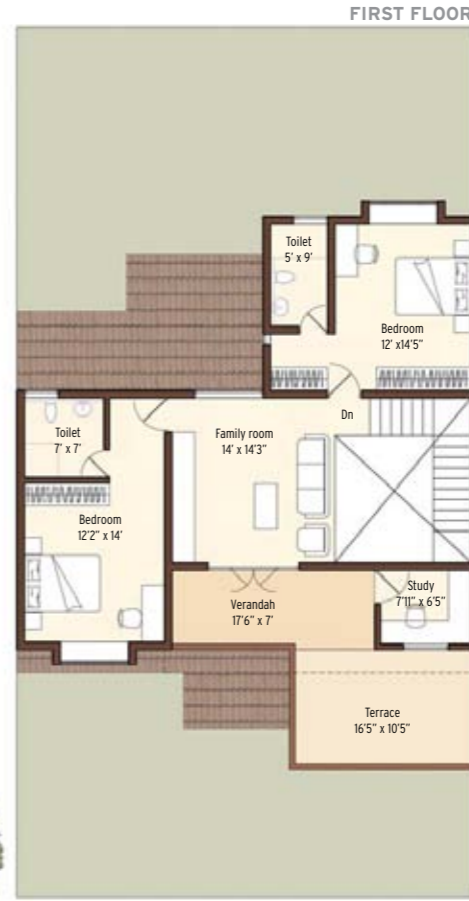 FIRST FLOOR
Toilet
5' x 9'
Bedroom
12' x14'5"
Dn
Toilet
7' x 7'
Family room
14' x 14'3"
Bedroom
12'2" x 14'
Study
7'11" x 6'5"
Verandah
17'6" x 7'
Terrace
16'5" x 10'5"